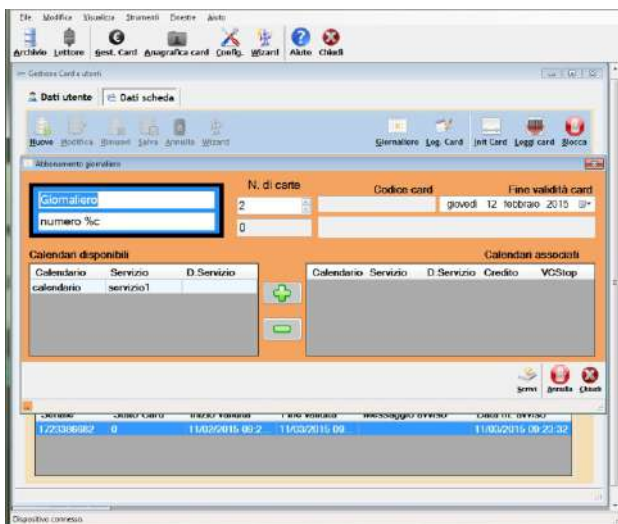 File Modifica Visualizza Strumenti Finestre Aiuto
Archivio Lettore Gest. Card Anagrafica card Config. Wizard Aiuto Chiudi
Gestione Card e utenti
Dati utente Dati scheda
Nuovo Modifica Rimuovi Salva Annulla Wizard Giornaliero Log. Card Init Card Leggi card Blocca
Abbonamento giornaliero
N. di carte Codice card Fine validità card
Giornaliero 2 giovedì 12 febbraio 2015
numero %c 0
Calendari disponibili Calendari associati
Calendario Servizio D.Servizio Calendario Servizio D.Servizio Credito VGStop
calendario servizio1
Scrivi Annulla Chiudi
Stato Card Inizio validità Fine validità Messaggio avviso Data fil. avviso
1723386682 0 11/02/2015 09:2... 11/03/2015 09... 11/03/2015 09:23:32
Dispositivo connesso